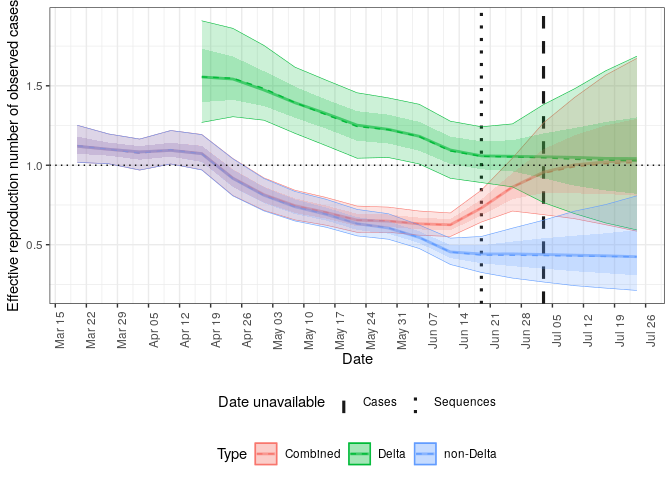 Effective reproduction number of observed cases
1.5
1.0
0.5
Mar 15
Mar 22
Mar 29
Apr 05
Apr 12
Apr 19
Apr 26
May 03
May 10
May 17
May 24
May 31
Jun 07
Jun 14
Jun 21
Jun 28
Jul 05
Jul 12
Jul 19
Jul 26
Date
Date unavailable Cases Sequences
Type Combined Delta non-Delta